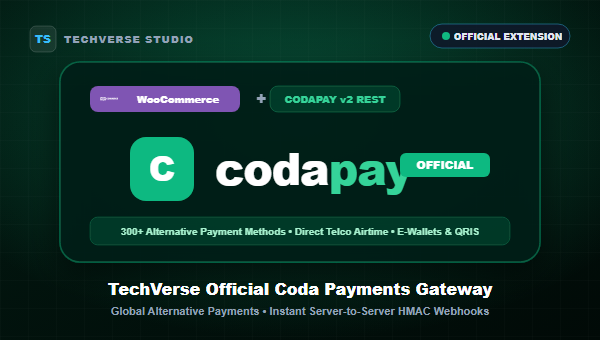 TS TECHVERSE STUDIO
OFFICIAL EXTENSION
WooCommerce + CODAPAY v2 REST
C codapay OFFICIAL
300+ Alternative Payment Methods • Direct Telco Airtime • E-Wallets & QRIS
TechVerse Official Coda Payments Gateway
Global Alternative Payments • Instant Server-to-Server HMAC Webhooks